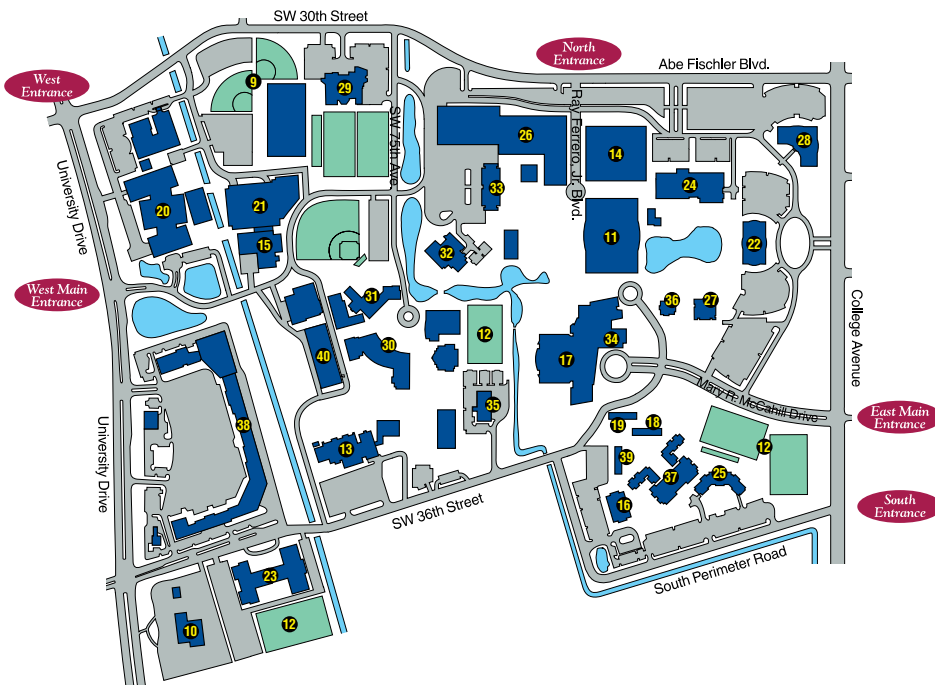 SW 30th Street
North
Entrance
Abe Fischler Blvd.
West
Entrance
9
29
SW 75th Ave.
Ray Ferrero, Jr. Blvd.
26
28
14
University Drive
33
24
20
21
11
15
22
32
West Main
Entrance
31
36
27
College Avenue
12
34
30
40
17
Mary R. McCahill Drive
35
East Main
Entrance
University Drive
38
19
18
12
13
39
37
25
SW 36th Street
16
South
Entrance
South Perimeter Road
23
10
12